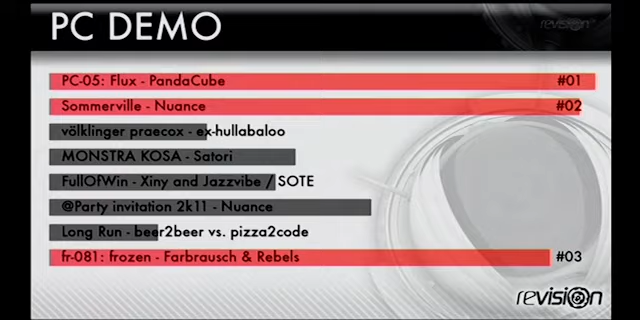 PC DEMO
revision
PC-05: Flux - PandaCube #01
Sommerville - Nuance #02
völklinger praecox - ex-hullabaloo
MONSTRA KOSA - Satori
FullOfWin - Xiny and Jazzvibe / SOTE
@Party invitation 2k11 - Nuance
Long Run - beer2beer vs. pizza2code
fr-081: frozen - Farbrausch & Rebels #03
revision